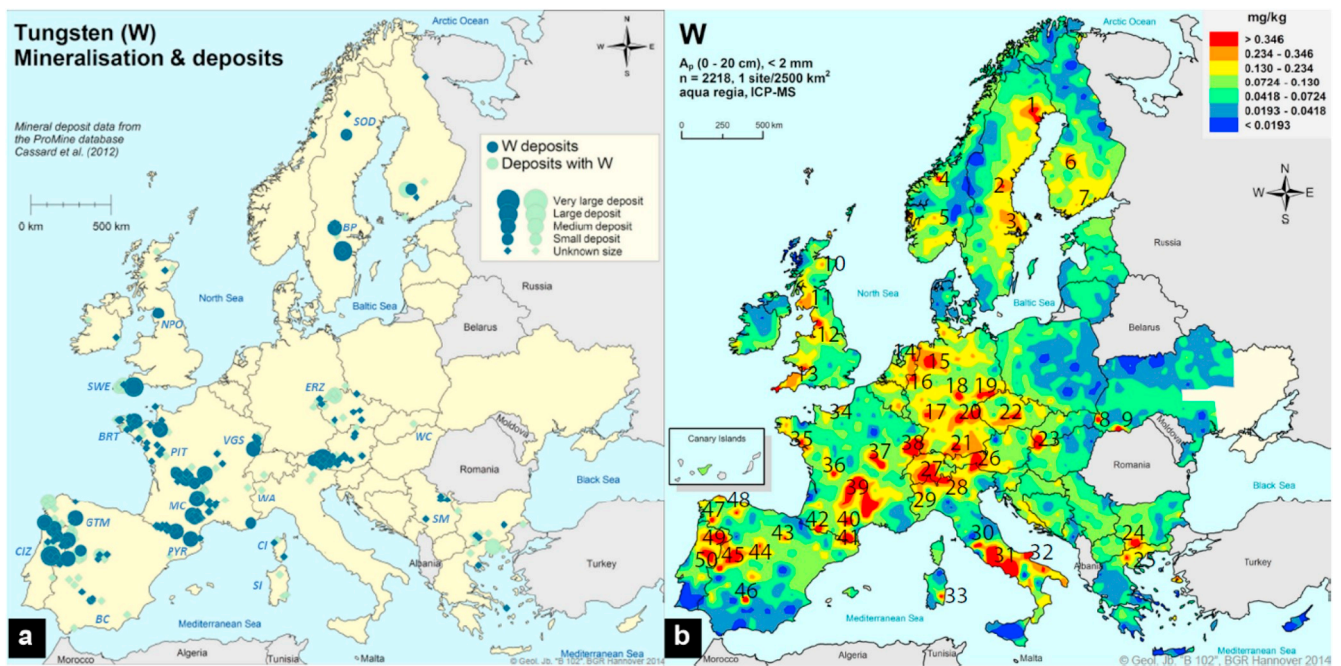 Tungsten (W)
Mineralisation & deposits
Mineral deposit data from
the ProMine database
Cassard et al. (2012)
0 km 500 km
N
W E
S
Arctic Ocean
W deposits
Deposits with W
Very large deposit
Large deposit
Medium deposit
Small deposit
Unknown size
SOD
BP
North Sea
Baltic Sea
Russia
Belarus
NPO
SWE
ERZ
BRT
VGS
WC
PIT
Moldova
Romania
MC
WA
Black Sea
GTM
SM
CIZ
PYR
CI
Albania
Turkey
SI
BC
Mediterranean Sea
Mediterranean Sea
a
Morocco
Algeria
Tunisia
Malta
© Geol. Jb. "B 102", BGR Hannover 2014
W
Ap (0 - 20 cm), < 2 mm
n = 2218, 1 site/2500 km²
aqua regia, ICP-MS
0 250 500 km
Arctic Ocean
mg/kg
> 0.346
0.234 - 0.346
0.130 - 0.234
0.0724 - 0.130
0.0418 - 0.0724
0.0193 - 0.0418
< 0.0193
N
W E
S
1
6
4
2
7
5
3
Russia
10
North Sea
11
Baltic Sea
12
Belarus
14
15
13
16
18 19
34
17
20
22
8 9
35
21
23
Moldova
Canary Islands
37
38
26
36
27
Romania
39
28
29
Black Sea
48
47
42
40
43
30
24
49
41
31
32
44
45
50
25
Albania
Turkey
46
33
Mediterranean Sea
Mediterranean Sea
b
Morocco
Algeria
Tunisia
Malta
© Geol. Jb. "B 102", BGR Hannover 2014